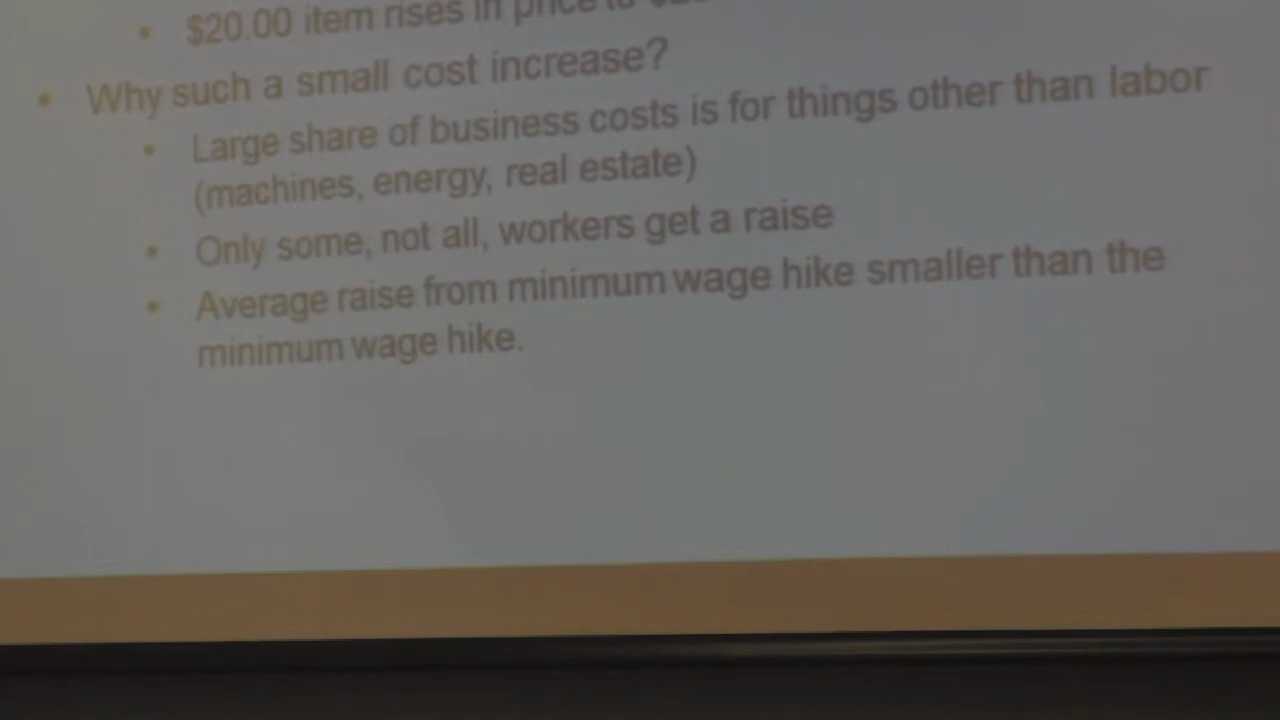 • $20.00 item rises in price to
• Why such a small cost increase?
• Large share of business costs is for things other than labor
(machines, energy, real estate)
• Only some, not all, workers get a raise
• Average raise from minimum wage hike smaller than the
minimum wage hike.